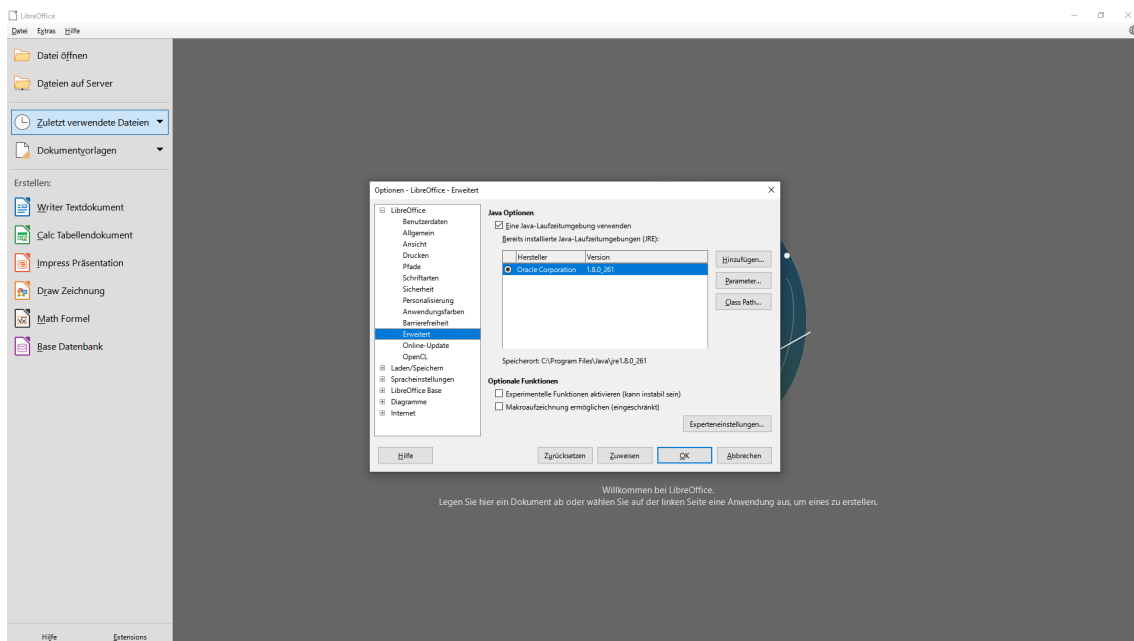 LibreOffice
Datei Extras Hilfe
Datei öffnen
Dateien auf Server
Zuletzt verwendete Dateien
Dokumentvorlagen
Erstellen:
Writer Textdokument
Calc Tabellendokument
Impress Präsentation
Draw Zeichnung
Math Formel
Base Datenbank
Hilfe Extensions
Optionen - LibreOffice - Erweitert
LibreOffice
Benutzerdaten
Allgemein
Ansicht
Drucken
Pfade
Schriftarten
Sicherheit
Personalisierung
Anwendungsfarben
Barrierefreiheit
Erweitert
Online-Update
OpenCL
Laden/Speichern
Spracheinstellungen
LibreOffice Base
Diagramme
Internet
Java Optionen
Eine Java-Laufzeitumgebung verwenden
Bereits installierte Java-Laufzeitumgebungen (JRE):
Hersteller Version
Oracle Corporation 1.8.0_261
Hinzufügen...
Parameter...
Class Path...
Speicherort: C:\Program Files\Java\jre1.8.0_261
Optionale Funktionen
Experimentelle Funktionen aktivieren (kann instabil sein)
Makroaufzeichnung ermöglichen (eingeschränkt)
Experteneinstellungen...
Hilfe Zurücksetzen Zuweisen OK Abbrechen
Willkommen bei LibreOffice.
Legen Sie hier ein Dokument ab oder wählen Sie auf der linken Seite eine Anwendung aus, um eines zu erstellen.